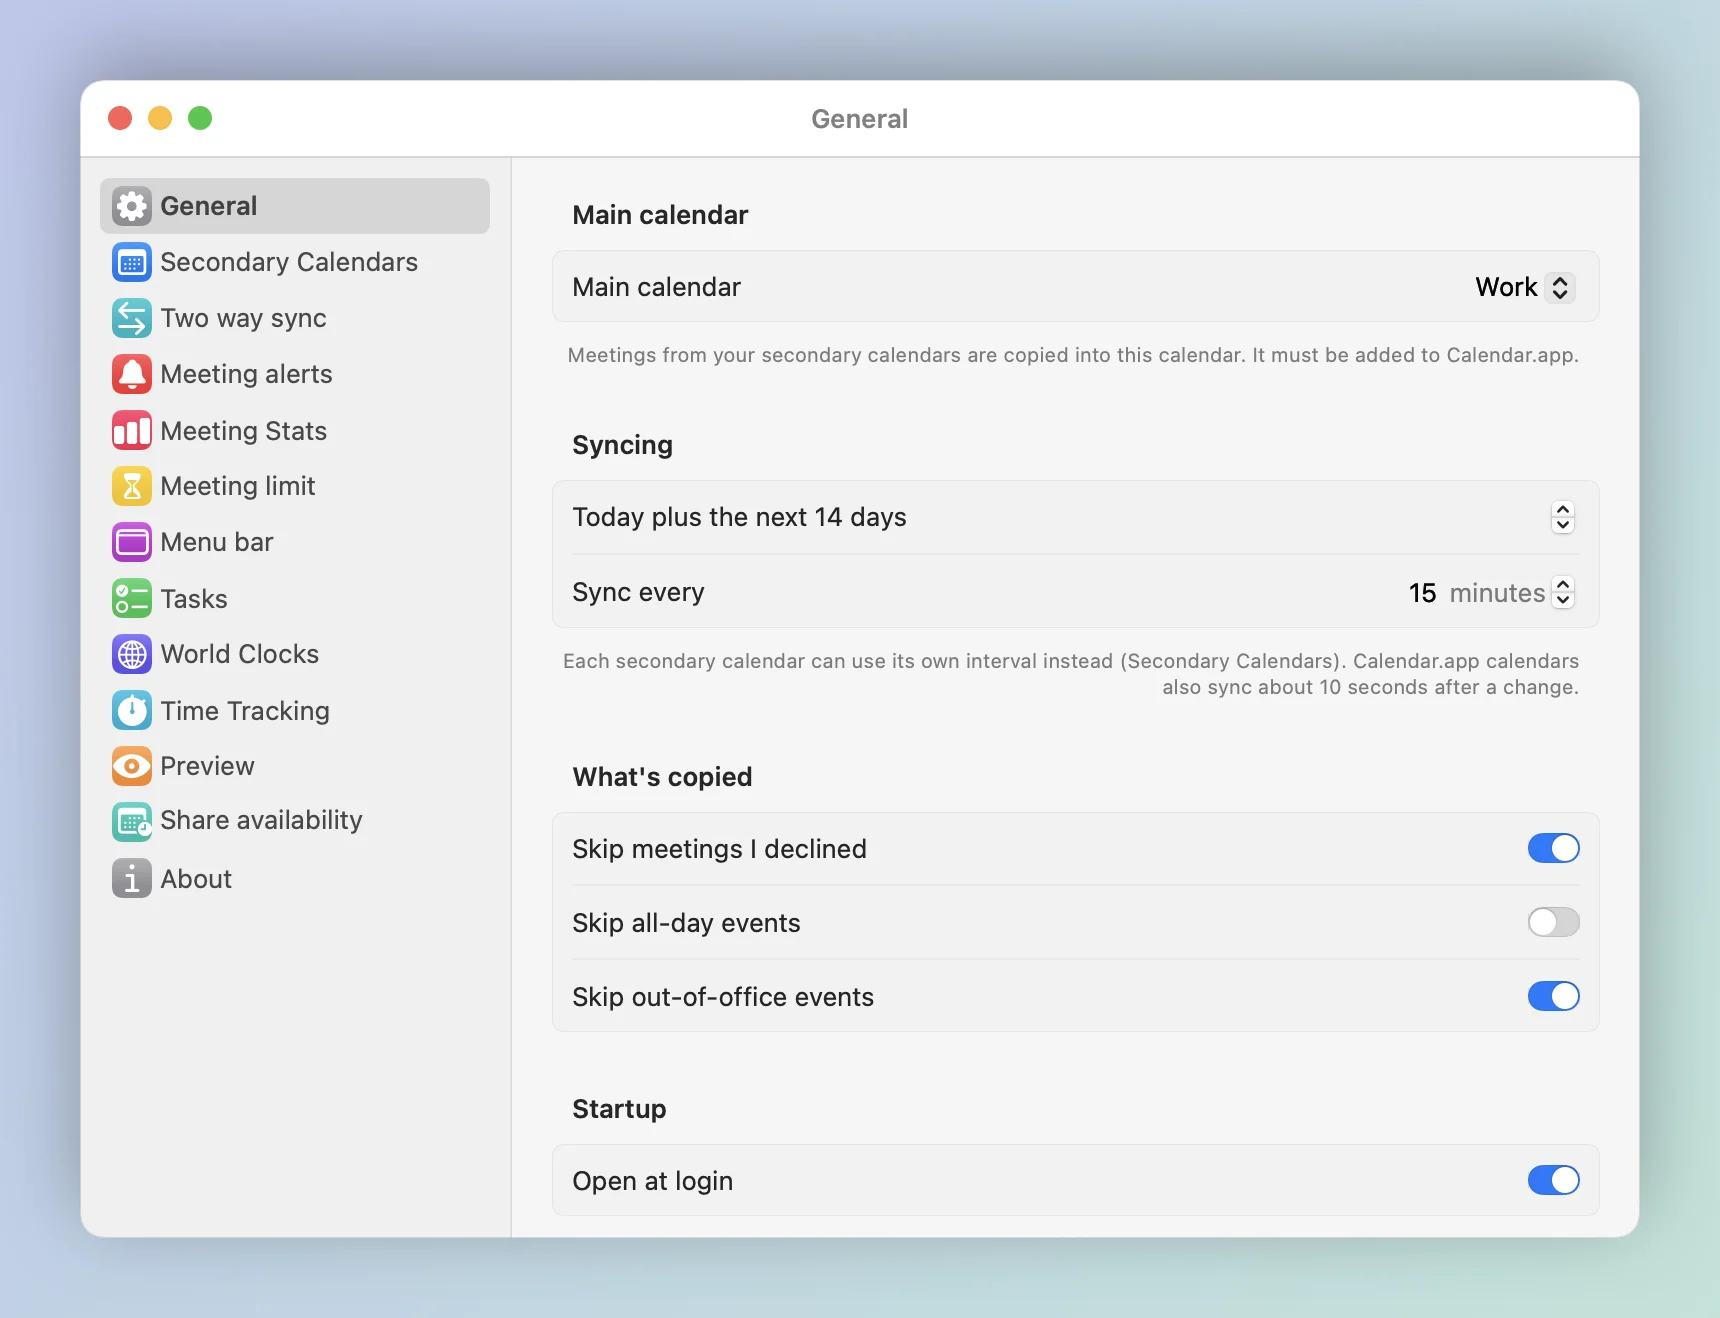 General
General
Secondary Calendars
Two way sync
Meeting alerts
Meeting Stats
Meeting limit
Menu bar
Tasks
World Clocks
Time Tracking
Preview
Share availability
About
Main calendar
Main calendar Work
Meetings from your secondary calendars are copied into this calendar. It must be added to Calendar.app.
Syncing
Today plus the next 14 days
Sync every 15 minutes
Each secondary calendar can use its own interval instead (Secondary Calendars). Calendar.app calendars
also sync about 10 seconds after a change.
What's copied
Skip meetings I declined
Skip all-day events
Skip out-of-office events
Startup
Open at login